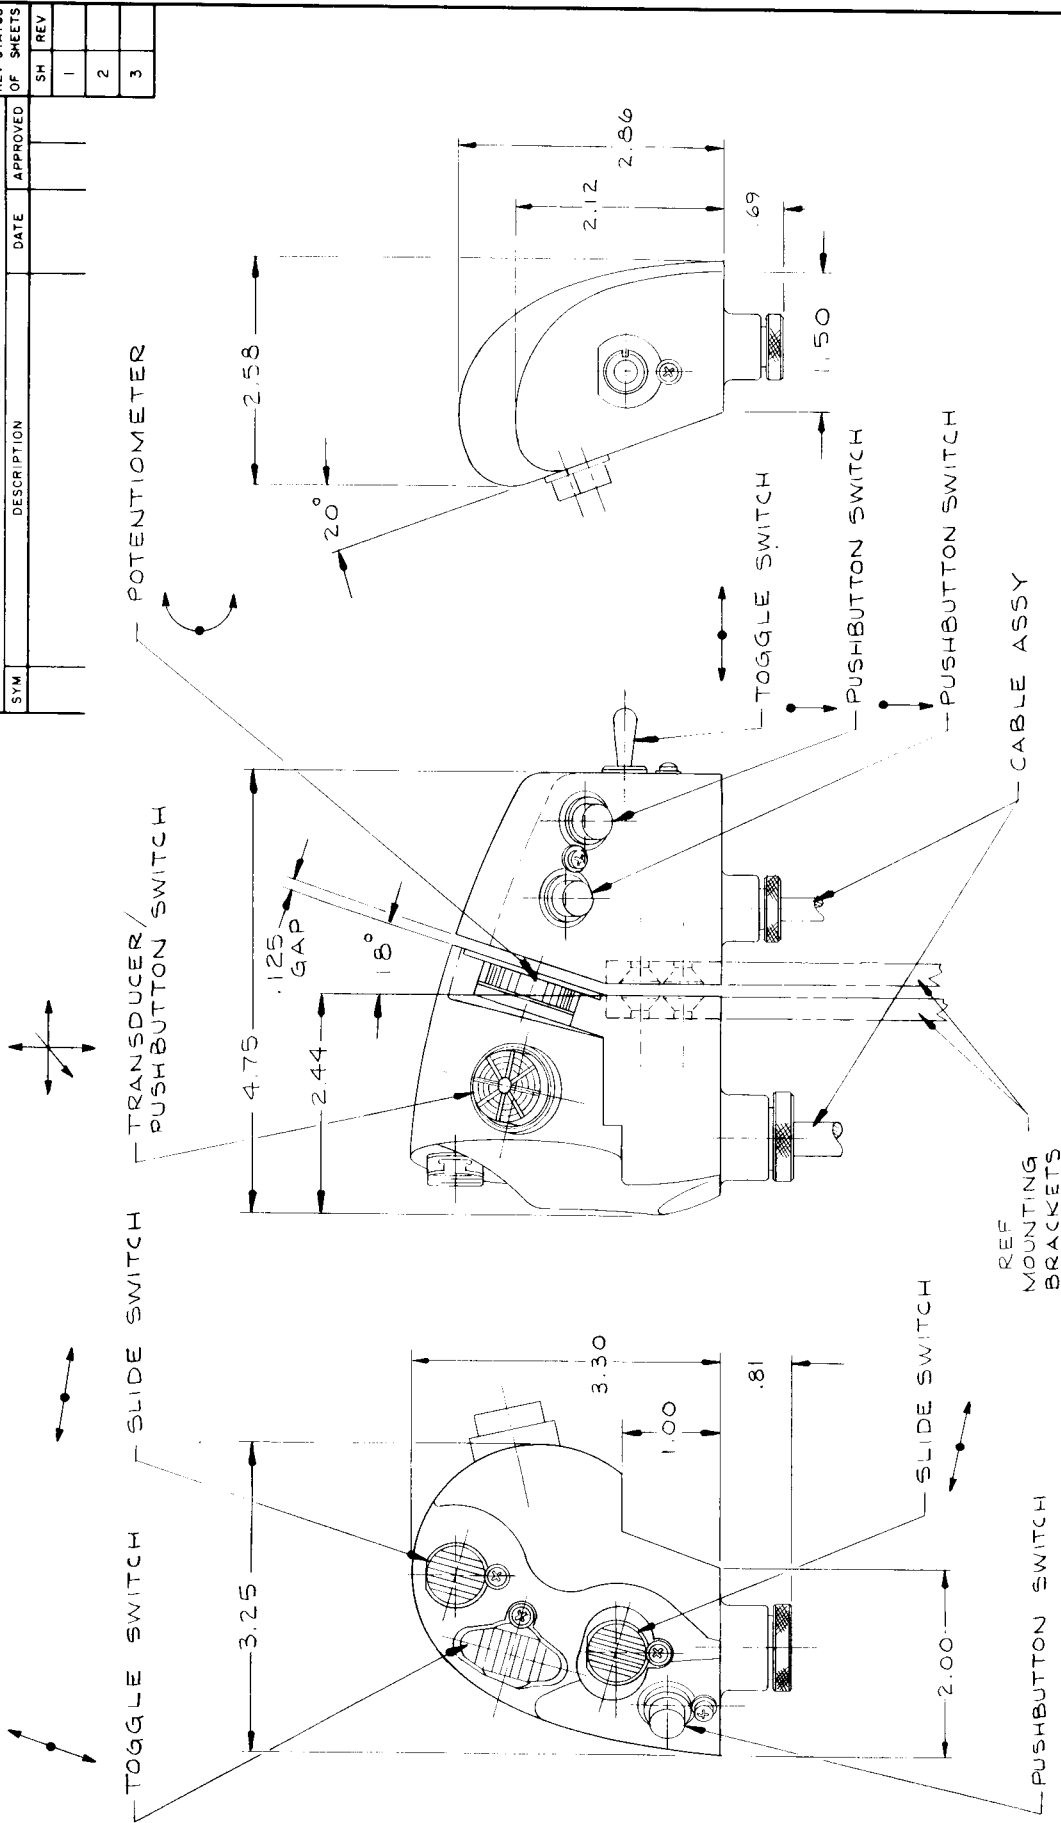 SYM DESCRIPTION DATE APPROVED
OF SHEETS
SH REV
1
2
3
TOGGLE SWITCH
SLIDE SWITCH
TRANSDUCER/
PUSHBUTTON SWITCH
POTENTIOMETER
3.25
4.75
2.44
.125
GAP
18°
20°
2.58
2.12
2.86
.69
1.50
3.30
1.00
.81
2.00
TOGGLE SWITCH
PUSHBUTTON SWITCH
PUSHBUTTON SWITCH
CABLE ASSY
REF
MOUNTING
BRACKETS
SLIDE SWITCH
PUSHBUTTON SWITCH